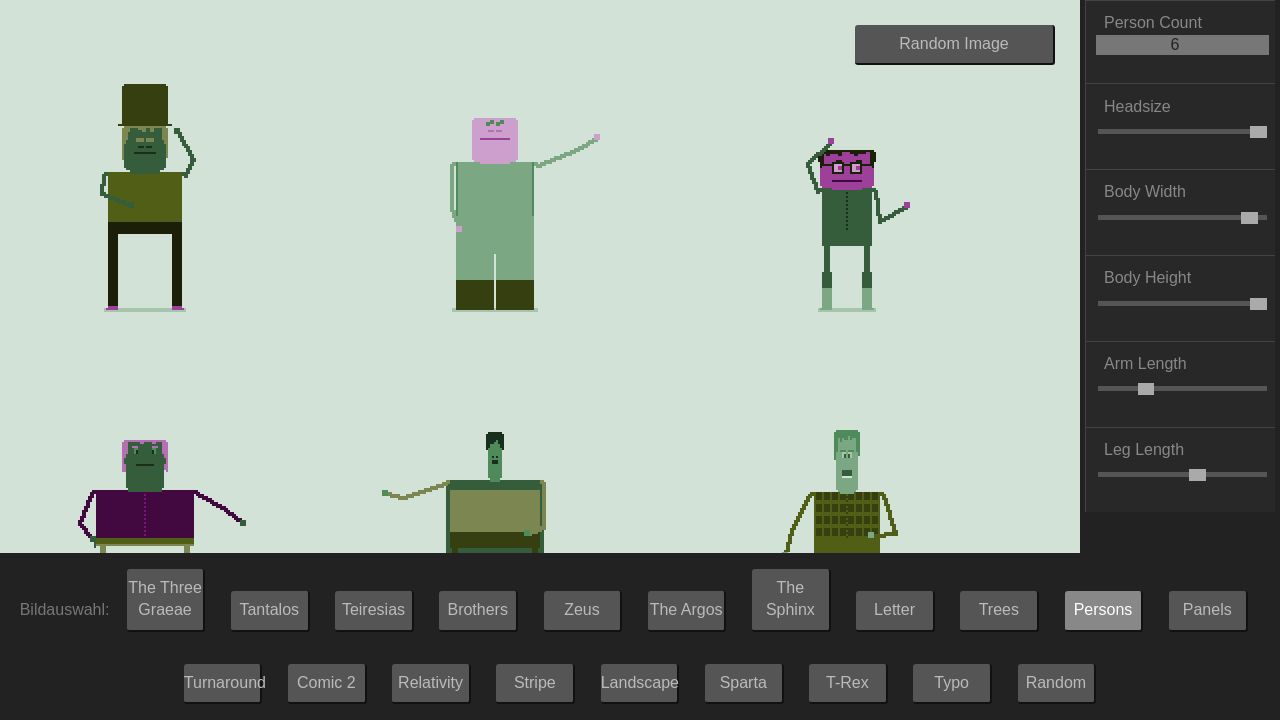 Random Image
Person Count
6
Headsize
Body Width
Body Height
Arm Length
Leg Length
Bildauswahl:
The Three
Graeae
Tantalos
Teiresias
Brothers
Zeus
The Argos
The
Sphinx
Letter
Trees
Persons
Panels
Turnaround
Comic 2
Relativity
Stripe
Landscape
Sparta
T-Rex
Typo
Random